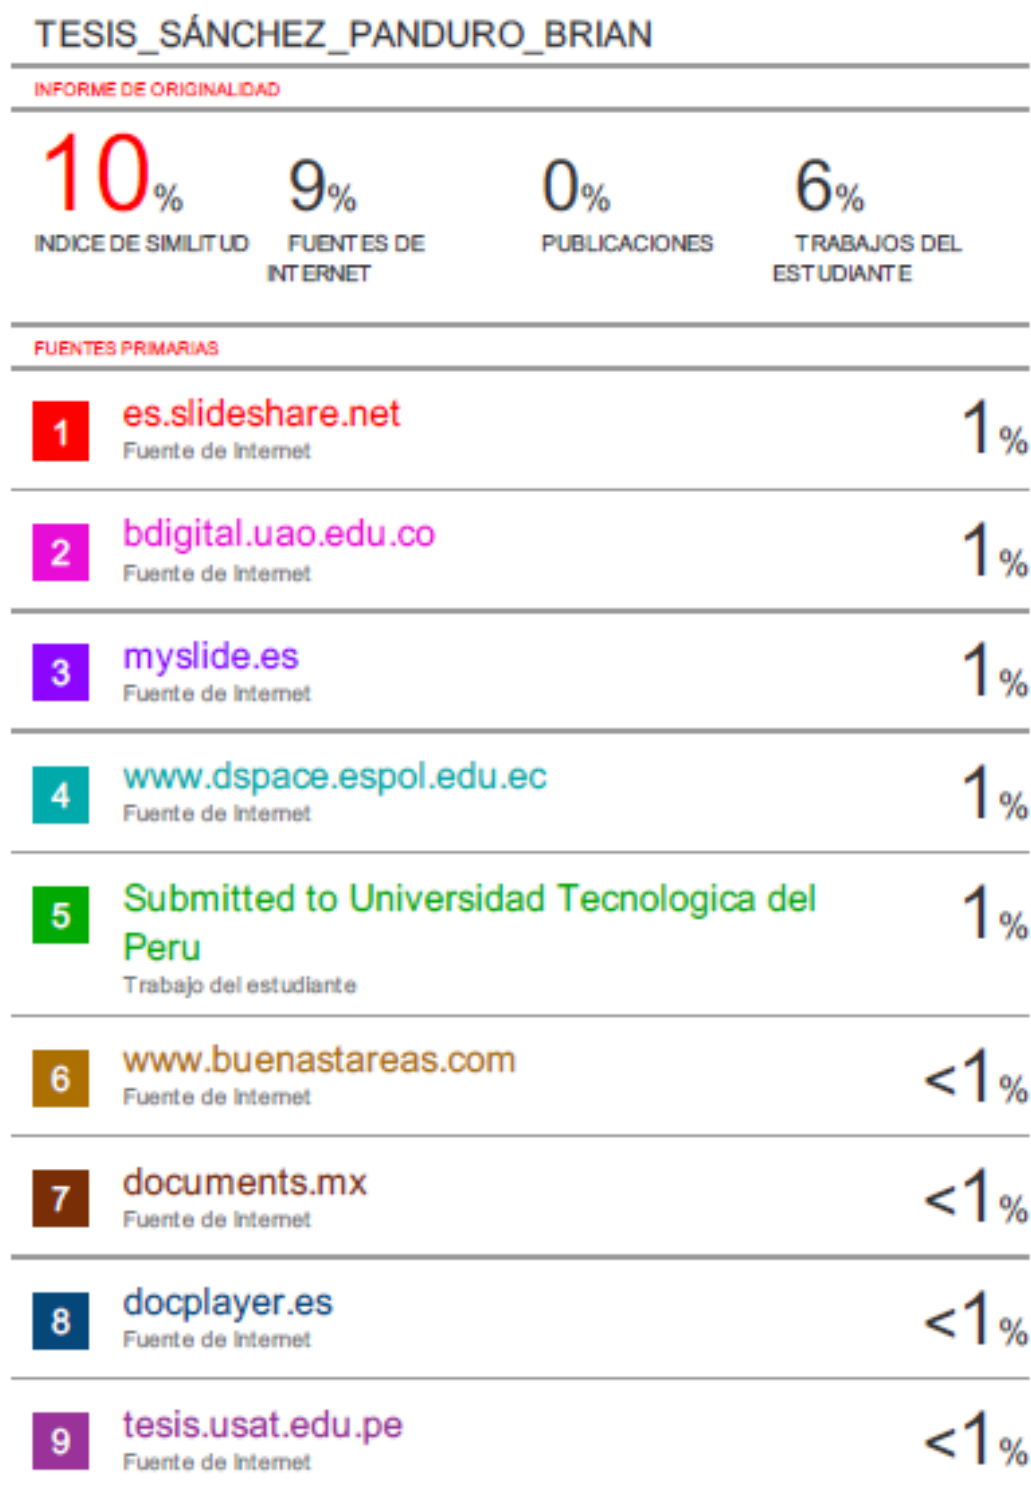 TESIS_SÁNCHEZ_PANDURO_BRIAN
INFORME DE ORIGINALIDAD
10% 9% 0% 6%
INDICE DE SIMILITUD FUENTES DE PUBLICACIONES TRABAJOS DEL
INTERNET ESTUDIANTE
FUENTES PRIMARIAS
1 es.slideshare.net 1%
Fuente de Internet
2 bdigital.uao.edu.co 1%
Fuente de Internet
3 myslide.es 1%
Fuente de Internet
4 www.dspace.espol.edu.ec 1%
Fuente de Internet
5 Submitted to Universidad Tecnologica del 1%
Peru
Trabajo del estudiante
6 www.buenastareas.com <1%
Fuente de Internet
7 documents.mx <1%
Fuente de Internet
8 docplayer.es <1%
Fuente de Internet
9 tesis.usat.edu.pe <1%
Fuente de Internet